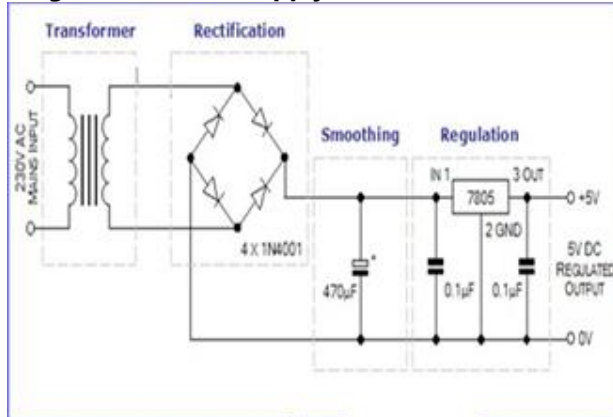 Transformer
Rectification
Smoothing
Regulation
230V AC
MAINS INPUT
4 X 1N4001
470µF
+
IN 1
7805
3 OUT
2 GND
0.1µF
0.1µF
+5V
5V DC
REGULATED
OUTPUT
0V